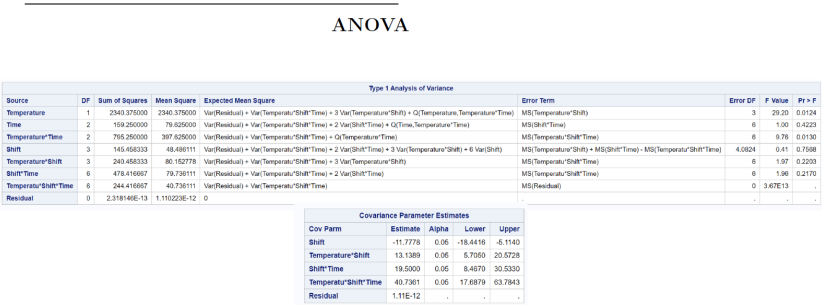 ANOVA
Type 1 Analysis of Variance
Source DF Sum of Squares Mean Square Expected Mean Square Error Term Error DF F Value Pr > F
Temperature 1 2340.375000 2340.375000 Var(Residual) + Var(Temperatu*Shift*Time) + 3 Var(Temperature*Shift) + Q(Temperature,Temperature*Time) MS(Temperature*Shift) 3 29.20 0.0124
Time 2 159.250000 79.625000 Var(Residual) + Var(Temperatu*Shift*Time) + 2 Var(Shift*Time) + Q(Time,Temperature*Time) MS(Shift*Time) 6 1.00 0.4223
Temperature*Time 2 795.250000 397.625000 Var(Residual) + Var(Temperatu*Shift*Time) + Q(Temperature*Time) MS(Temperatu*Shift*Time) 6 9.76 0.0130
Shift 3 145.458333 48.486111 Var(Residual) + Var(Temperatu*Shift*Time) + 2 Var(Shift*Time) + 3 Var(Temperature*Shift) + 6 Var(Shift) MS(Temperature*Shift) + MS(Shift*Time) - MS(Temperatu*Shift*Time) 4.0824 0.41 0.7568
Temperature*Shift 3 240.458333 80.152778 Var(Residual) + Var(Temperatu*Shift*Time) + 3 Var(Temperature*Shift) MS(Temperatu*Shift*Time) 6 1.97 0.2203
Shift*Time 6 478.416667 79.736111 Var(Residual) + Var(Temperatu*Shift*Time) + 2 Var(Shift*Time) MS(Temperatu*Shift*Time) 6 1.96 0.2170
Temperatu*Shift*Time 6 244.416667 40.736111 Var(Residual) + Var(Temperatu*Shift*Time) MS(Residual) 0 3.67E13 .
Residual 0 2.318146E-13 1.110223E-12 0 . . . .
Covariance Parameter Estimates
Cov Parm Estimate Alpha Lower Upper
Shift -11.7778 0.05 -18.4416 -5.1140
Temperature*Shift 13.1389 0.05 5.7050 20.5728
Shift*Time 19.5000 0.05 8.4670 30.5330
Temperatu*Shift*Time 40.7361 0.05 17.6879 63.7843
Residual 1.11E-12 . . .